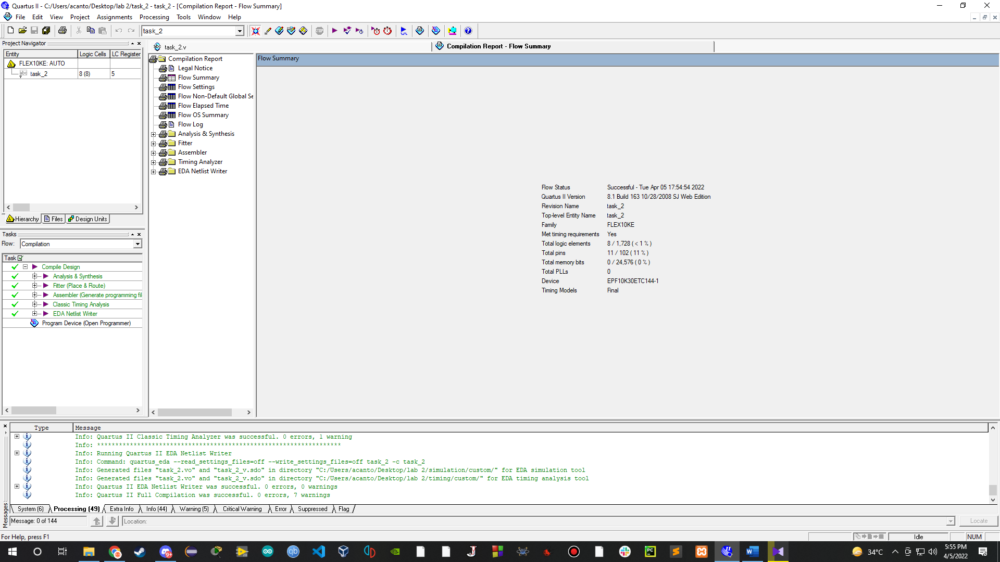 Quartus II - C:/Users/acanto/Desktop/lab 2/task_2 - task_2 - [Compilation Report - Flow Summary]
File Edit View Project Assignments Processing Tools Window Help
task_2
STOP
Project Navigator
Entity Logic Cells LC Register
FLEX10KE: AUTO
abc task_2 8 (8) 5
Hierarchy Files Design Units
Tasks
Flow: Compilation
Task
Compile Design
Analysis & Synthesis
Fitter (Place & Route)
Assembler (Generate programming fil
Classic Timing Analysis
EDA Netlist Writer
Program Device (Open Programmer)
abc task_2.v
Compilation Report - Flow Summary
Compilation Report
Legal Notice
Flow Summary
Flow Settings
Flow Non-Default Global Se
Flow Elapsed Time
Flow OS Summary
Flow Log
Analysis & Synthesis
Fitter
Assembler
Timing Analyzer
EDA Netlist Writer
Flow Summary
Flow Status Successful - Tue Apr 05 17:54:54 2022
Quartus II Version 8.1 Build 163 10/28/2008 SJ Web Edition
Revision Name task_2
Top-level Entity Name task_2
Family FLEX10KE
Met timing requirements Yes
Total logic elements 8 / 1,728 ( < 1 % )
Total pins 11 / 102 ( 11 % )
Total memory bits 0 / 24,576 ( 0 % )
Total PLLs 0
Device EPF10K30ETC144-1
Timing Models Final
Type Message
Info: Quartus II Classic Timing Analyzer was successful. 0 errors, 1 warning
Info: *******************************************************************
Info: Running Quartus II EDA Netlist Writer
Info: Command: quartus_eda --read_settings_files=off --write_settings_files=off task_2 -c task_2
Info: Generated files "task_2.vo" and "task_2_v.sdo" in directory "C:/Users/acanto/Desktop/lab 2/simulation/custom/" for EDA simulation tool
Info: Generated files "task_2.vo" and "task_2_v.sdo" in directory "C:/Users/acanto/Desktop/lab 2/timing/custom/" for EDA timing analysis tool
Info: Quartus II EDA Netlist Writer was successful. 0 errors, 0 warnings
Info: Quartus II Full Compilation was successful. 0 errors, 7 warnings
System (6) Processing (49) Extra Info Info (44) Warning (5) Critical Warning Error Suppressed Flag
Messages
Message: 0 of 144 Location: Locate
For Help, press F1 Idle NUM
9+
20
qb
J
PC
W
34°C
5:55 PM
4/5/2022